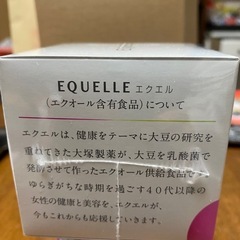 EQUELLE エクエル
(エクオール含有食品)について
エクエルは、健康をテーマに大豆の研究を
重ねてきた大塚製薬が、大豆を乳酸菌で
発酵させて作ったエクオール供給食品です。
ゆらぎがちな時期を過ごす40代以降の
女性の健康と美容を、エクエルが、
今もこれからも応援していきます。